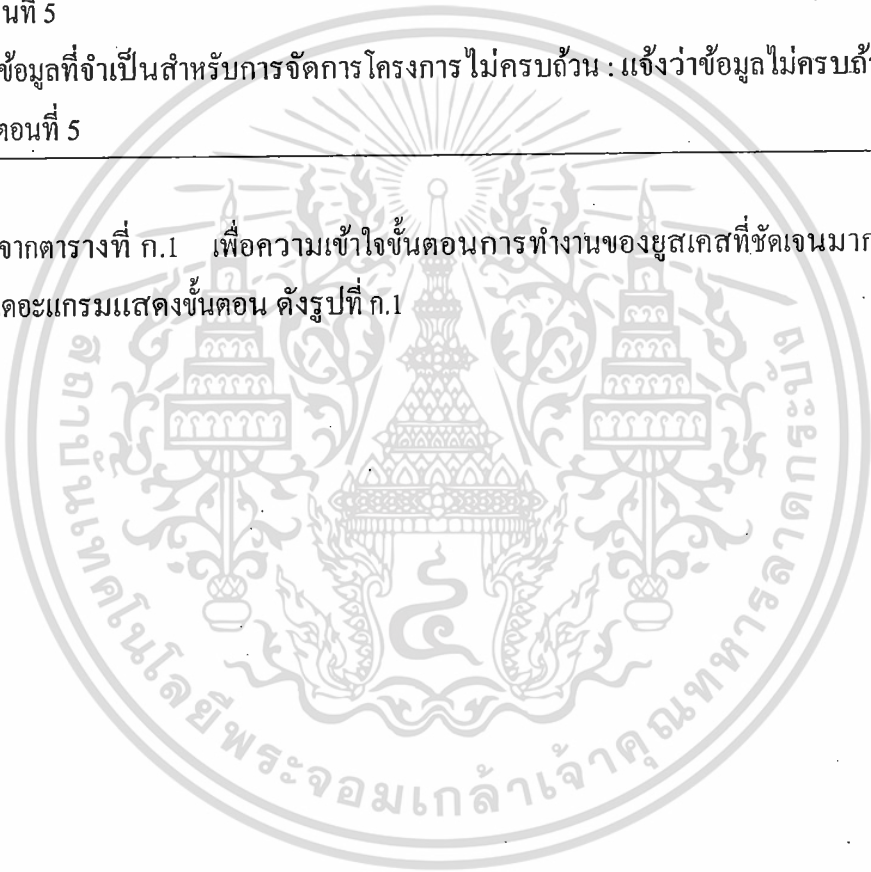 นที่ 5
ข้อมูลที่จำเป็นสำหรับการจัดการโครงการไม่ครบถ้วน : แจ้งว่าข้อมูลไม่ครบถ้
ตอนที่ 5
จากตารางที่ ก.1 เพื่อความเข้าใจขั้นตอนการทำงานของยูสเคสที่ชัดเจนมาก
ดอะแกรมแสดงขั้นตอน ดังรูปที่ ก.1
สถาบันเทคโนโลยีพระจอมเกล้าเจ้าคุณทหารลาดกระบัง